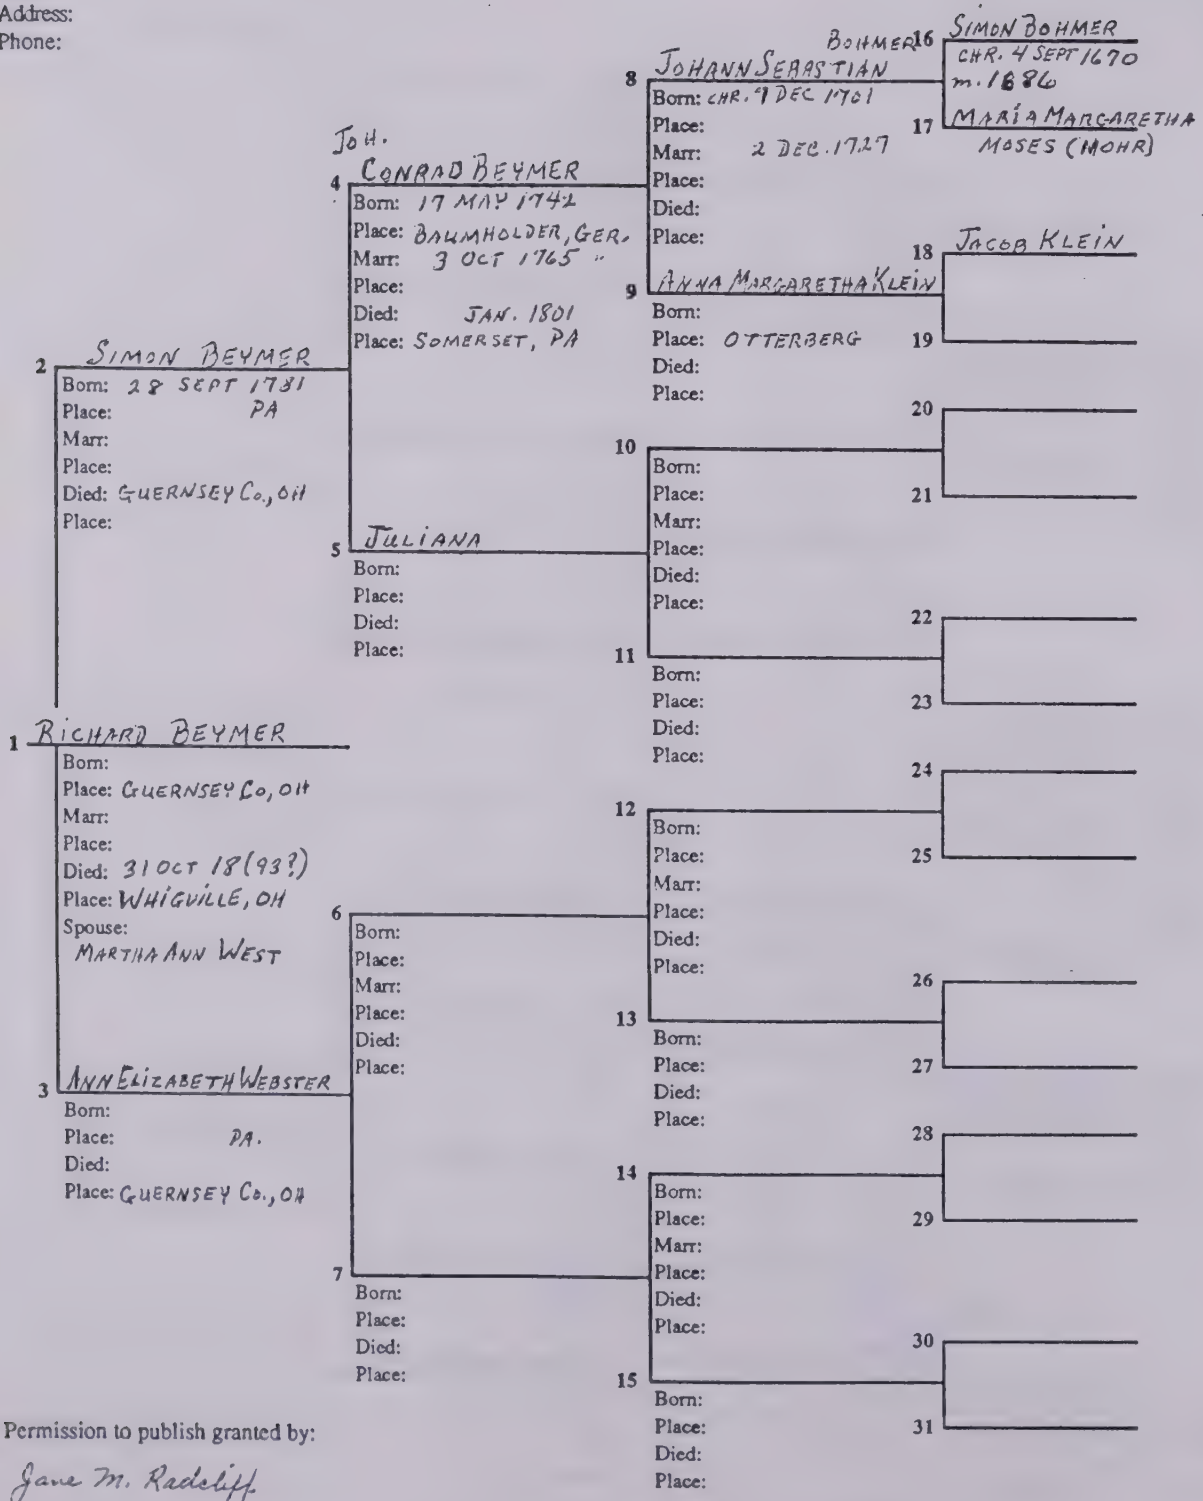 Address:
Phone:
1 RICHARD BEYMER
Born:
Place: GUERNSEY Co, OH
Marr:
Place:
Died: 31 OCT 18(93?)
Place: WHIGVILLE, OH
Spouse:
MARTHA ANN WEST
2 SIMON BEYMER
Born: 28 SEPT 1781
Place: PA
Marr:
Place:
Died: GUERNSEY Co., OH
Place:
3 ANN ELIZABETH WEBSTER
Born:
Place: PA.
Died:
Place: GUERNSEY Co., OH
JOH.
4 CONRAD BEYMER
Born: 17 MAY 1742
Place: BAUMHOLDER, GER.
Marr: 3 OCT 1765 "
Place:
Died: JAN. 1801
Place: SOMERSET, PA
5 JULIANA
Born:
Place:
Died:
Place:
6
Born:
Place:
Marr:
Place:
Died:
Place:
7
Born:
Place:
Died:
Place:
BOHMER
8 JOHANN SEBASTIAN
Born: CHR. DEC 1701
Place:
Marr: 2 DEC. 1727
Place:
Died:
Place:
9 ANNA MARGARETHA KLEIN
Born:
Place: OTTERBERG
Died:
Place:
10
Born:
Place:
Marr:
Place:
Died:
Place:
11
Born:
Place:
Died:
Place:
12
Born:
Place:
Marr:
Place:
Died:
Place:
13
Born:
Place:
Died:
Place:
14
Born:
Place:
Marr:
Place:
Died:
Place:
15
Born:
Place:
Died:
Place:
16 SIMON BOHMER
CHR. 4 SEPT 1670
m. 1686
17 MARIA MARGARETHA
MOSES (MOHR)
18 JACOB KLEIN
19
20
21
22
23
24
25
26
27
28
29
30
31
Permission to publish granted by:
Jane M. Radcliff